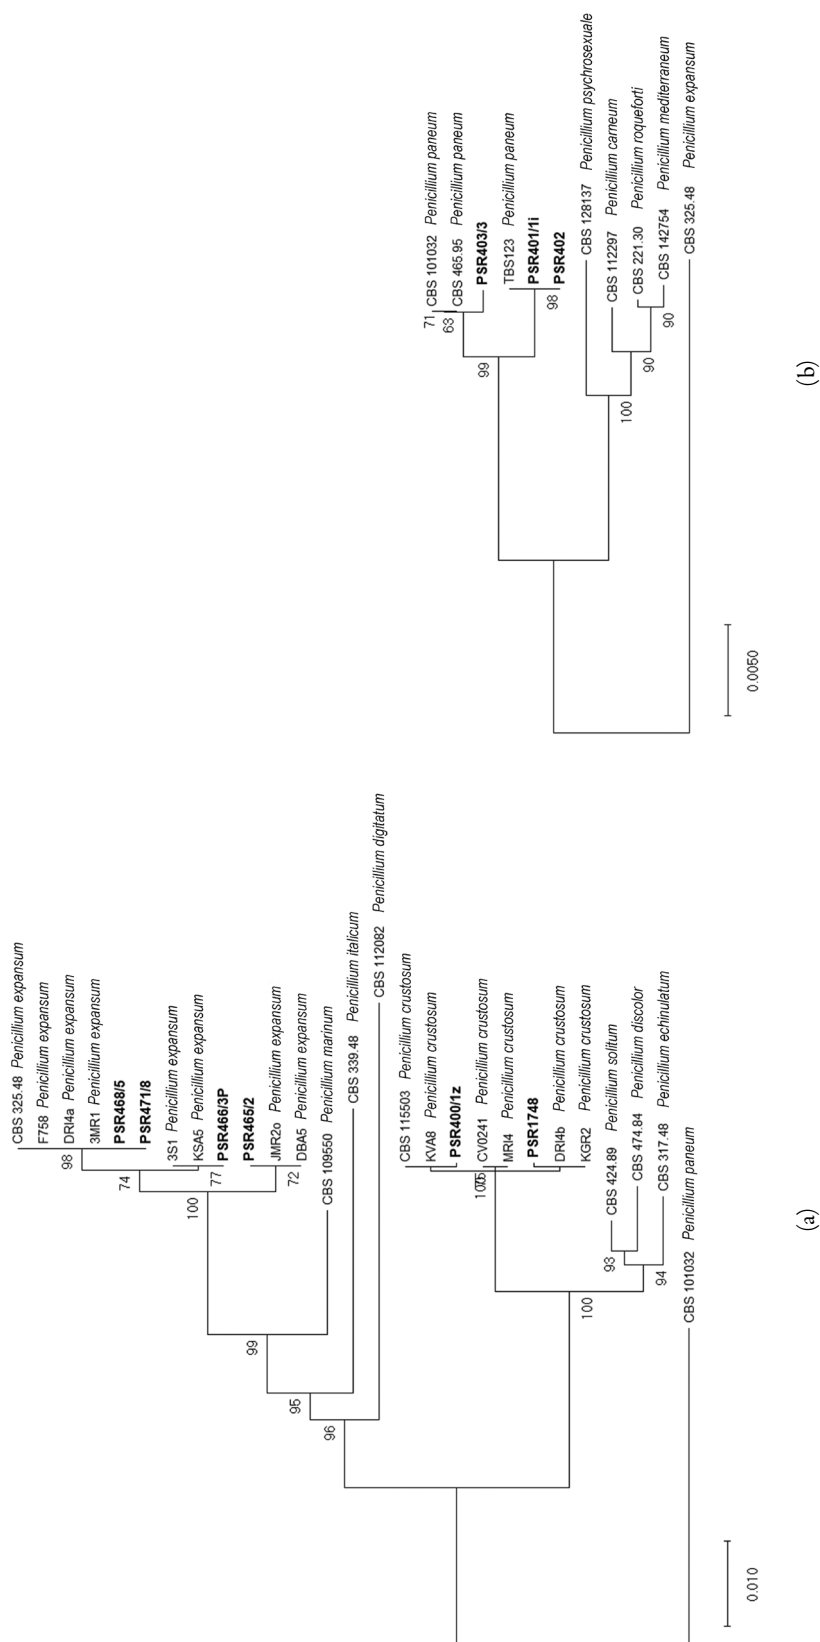 CBS 325.48 Penicillium expansum
F758 Penicillium expansum
DRI4a Penicillium expansum
3MR1 Penicillium expansum
PSR468/5
PSR471/8
3S1 Penicillium expansum
KSA5 Penicillium expansum
PSR466/3P
PSR465/2
JMR2o Penicillium expansum
DBA5 Penicillium expansum
CBS 109550 Penicillium marinum
CBS 339.48 Penicillium italicum
CBS 112082 Penicillium digitatum
CBS 115503 Penicillium crustosum
KVA8 Penicillium crustosum
PSR400/1z
CV0241 Penicillium crustosum
MRI4 Penicillium crustosum
PSR1748
DRI4b Penicillium crustosum
KGR2 Penicillium crustosum
CBS 424.89 Penicillium solitum
CBS 474.84 Penicillium discolor
CBS 317.48 Penicillium echinulatum
CBS 101032 Penicillium paneum
98
74
77
100
72
99
95
96
100
93
94
100
0.010
(a)
CBS 101032 Penicillium paneum
CBS 465.95 Penicillium paneum
PSR403/3
TBS123 Penicillium paneum
PSR401/1i
PSR402
CBS 128137 Penicillium psychrosexuale
CBS 112297 Penicillium carneum
CBS 221.30 Penicillium roqueforti
CBS 142754 Penicillium mediterraneum
CBS 325.48 Penicillium expansum
71
63
99
98
90
90
100
0.0050
(b)